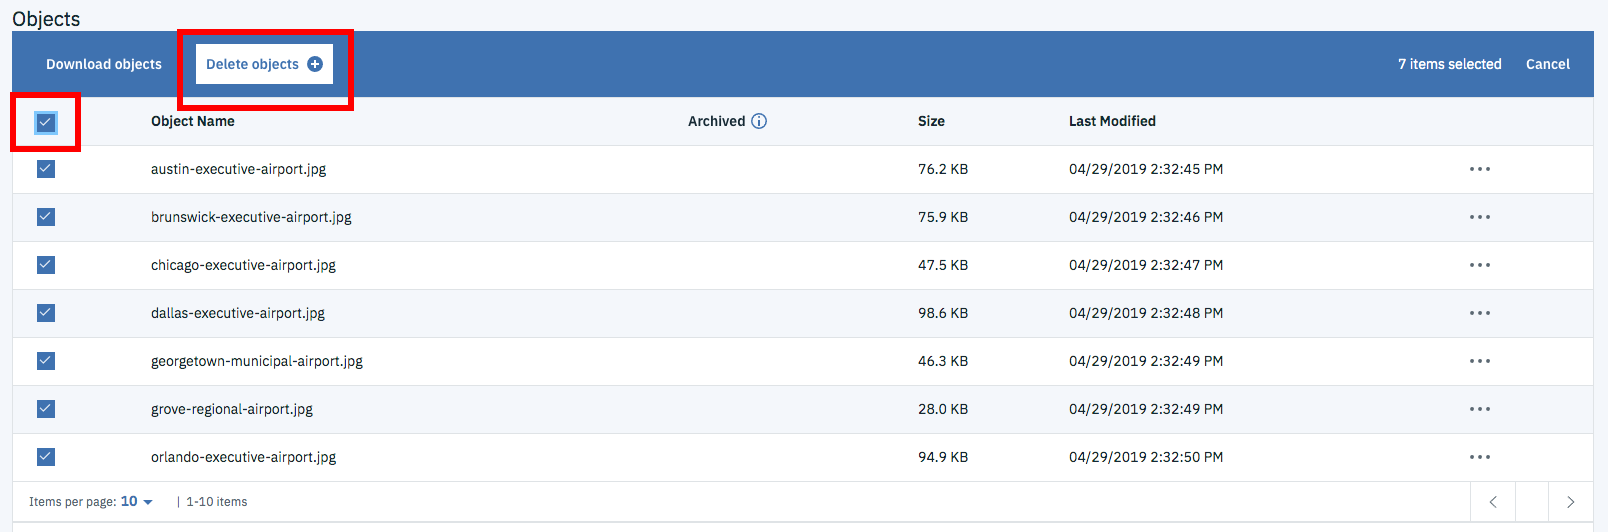 Objects
Download objects Delete objects 7 items selected Cancel
Object Name Archived Size Last Modified
austin-executive-airport.jpg 76.2 KB 04/29/2019 2:32:45 PM
brunswick-executive-airport.jpg 75.9 KB 04/29/2019 2:32:46 PM
chicago-executive-airport.jpg 47.5 KB 04/29/2019 2:32:47 PM
dallas-executive-airport.jpg 98.6 KB 04/29/2019 2:32:48 PM
georgetown-municipal-airport.jpg 46.3 KB 04/29/2019 2:32:49 PM
grove-regional-airport.jpg 28.0 KB 04/29/2019 2:32:49 PM
orlando-executive-airport.jpg 94.9 KB 04/29/2019 2:32:50 PM
Items per page: 10 | 1-10 items